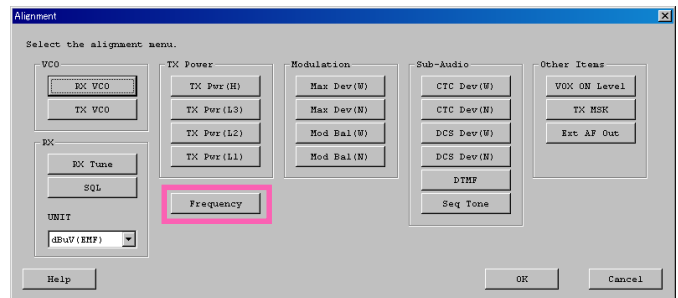 Alignment
Select the alignment menu.
VCO
RX VCO
TX VCO
RX
RX Tune
SQL
UNIT
dBuV(EMF)
TX Power
TX Pwr(H)
TX Pwr(L3)
TX Pwr(L2)
TX Pwr(L1)
Frequency
Modulation
Max Dev(W)
Max Dev(N)
Mod Bal(W)
Mod Bal(N)
Sub-Audio
CTC Dev(W)
CTC Dev(N)
DCS Dev(W)
DCS Dev(N)
DTMF
Seq Tone
Other Items
VOX ON Level
TX MSK
Ext AF Out
Help
OK
Cancel